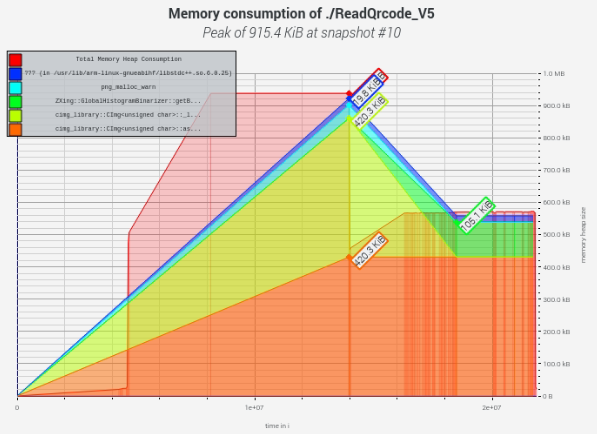 Memory consumption of ./ReadQrcode_V5
Peak of 915.4 KiB at snapshot #10
Total Memory Heap Consumption
??? (in /usr/lib/arm-linux-gnueabihf/libstdc++.so.6.0.25)
png_malloc_warn
ZXing::GlobalHistogramBinarizer::getB...
cimg_library::CImg<unsigned char>::_l...
cimg_library::CImg<unsigned char>::as...
1.0 MB
900.0 kB
800.0 kB
700.0 kB
600.0 kB
500.0 kB
400.0 kB
300.0 kB
200.0 kB
100.0 kB
0 B
memory heap size
19.8 KiB
420.3 KiB
105.1 KiB
420.3 KiB
0
1e+07
2e+07
time in i